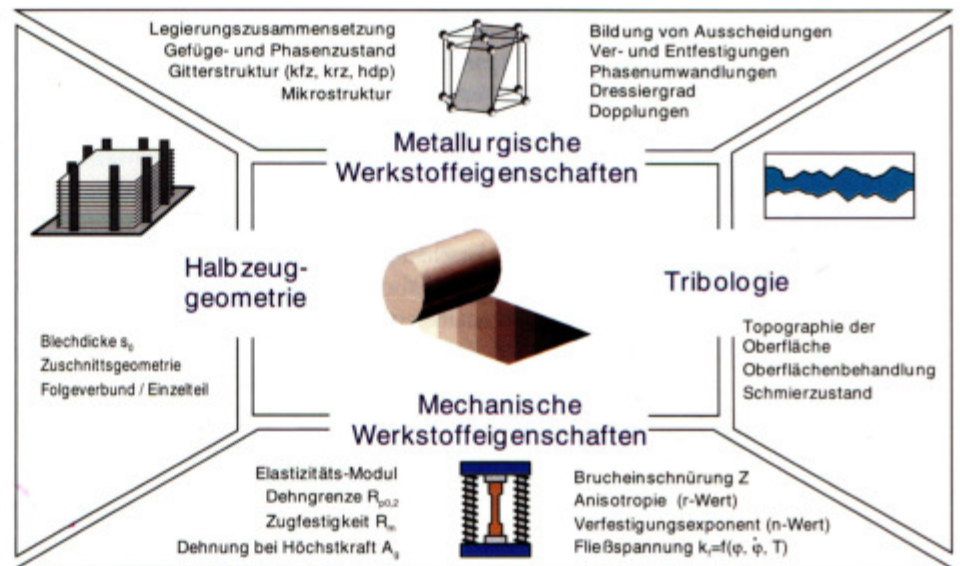 Legierungszusammensetzung
Gefüge- und Phasenzustand
Gitterstruktur (kfz, krz, hdp)
Mikrostruktur
Bildung von Ausscheidungen
Ver- und Entfestigungen
Phasenumwandlungen
Dressiergrad
Dopplungen
Metallurgische
Werkstoffeigenschaften
Halbzeug-
geometrie
Blechdicke s₀
Zuschnittsgeometrie
Folgeverbund / Einzelteil
Tribologie
Topographie der
Oberfläche
Oberflächenbehandlung
Schmierzustand
Mechanische
Werkstoffeigenschaften
Elastizitäts-Modul
Dehngrenze Rp0,2
Zugfestigkeit Rm
Dehnung bei Höchstkraft Ag
Brucheinschnürung Z
Anisotropie (r-Wert)
Verfestigungsexponent (n-Wert)
Fließspannung kf=f(φ, φ̇, T)